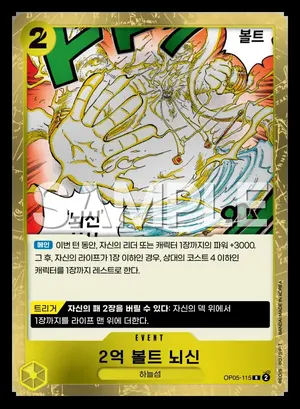 2
볼트
뇌신
SAMPLE
메인 이번 턴 동안, 자신의 리더 또는 캐릭터 1장까지의 파워 +3000.
그 후, 자신의 라이프가 1장 이하인 경우, 상대의 코스트 4 이하인
캐릭터를 1장까지 레스트로 한다.
트리거 자신의 패 2장을 버릴 수 있다: 자신의 덱 위에서
1장까지를 라이프 맨 위에 더한다.
EVENT
2억 볼트 뇌신
하늘섬
OP05-115 R 2